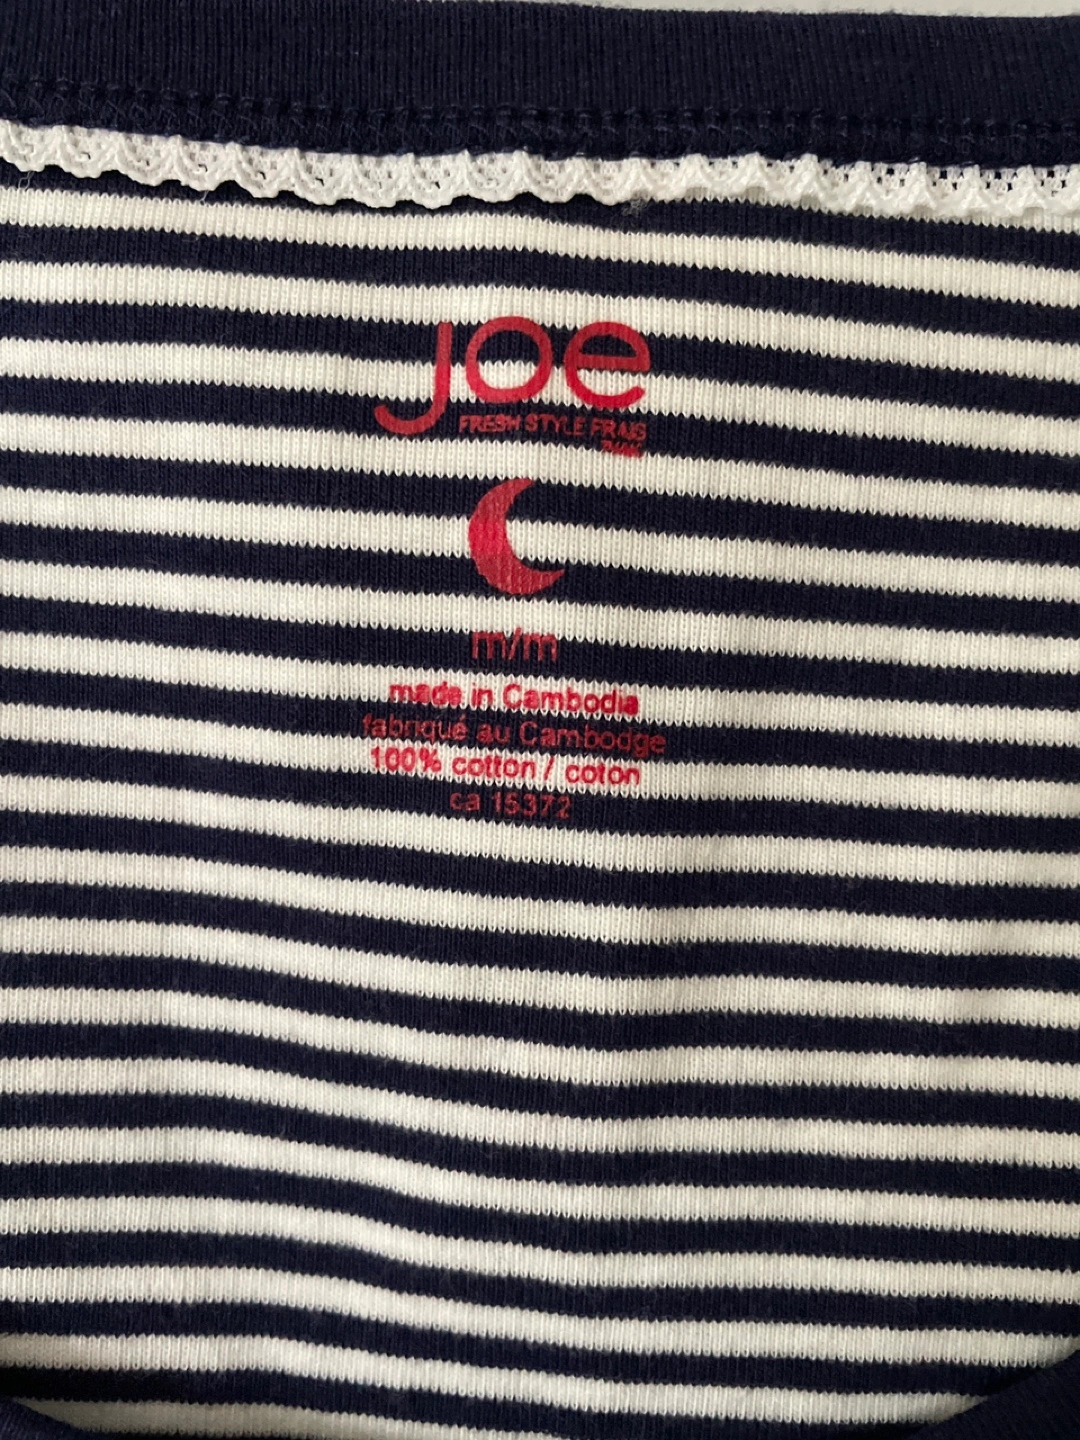 joe
FRESH STYLE FRAIS
m/m
made in Cambodia
fabriqué au Cambodge
100% cotton / coton
ca 15372